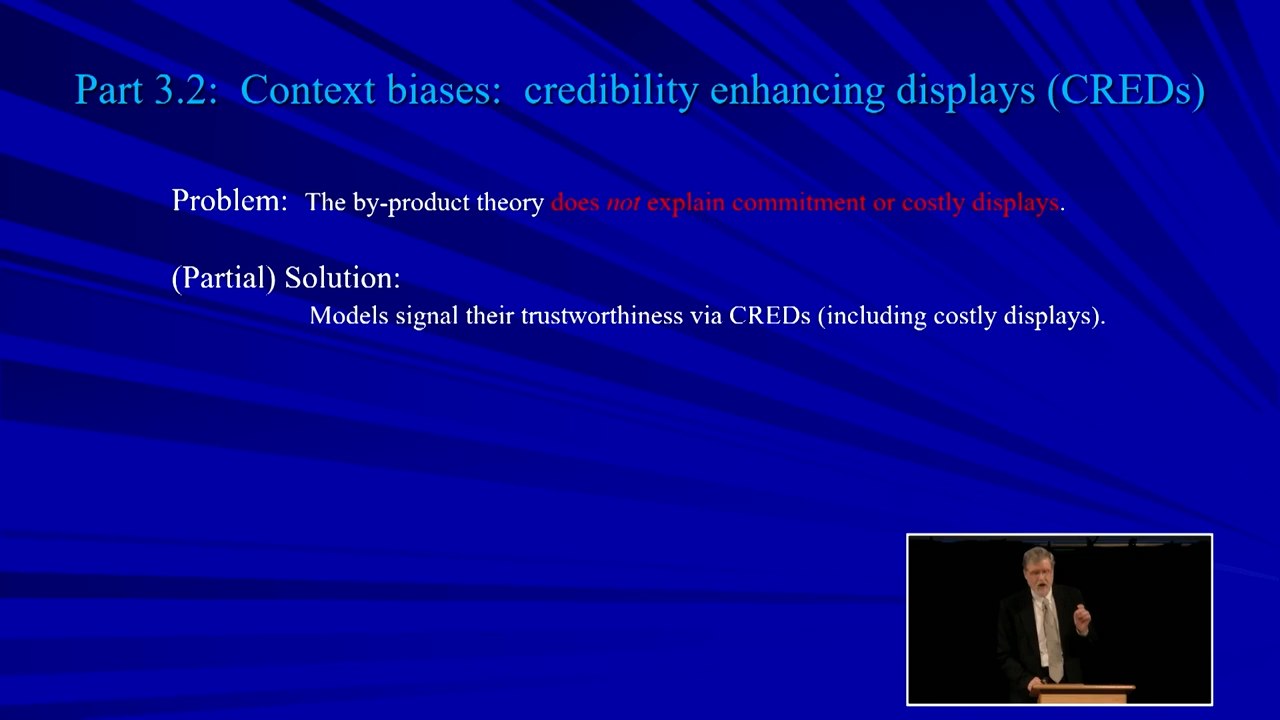 Part 3.2: Context biases: credibility enhancing displays (CREDs)
Problem: The by-product theory does not explain commitment or costly displays.
(Partial) Solution:
Models signal their trustworthiness via CREDs (including costly displays).